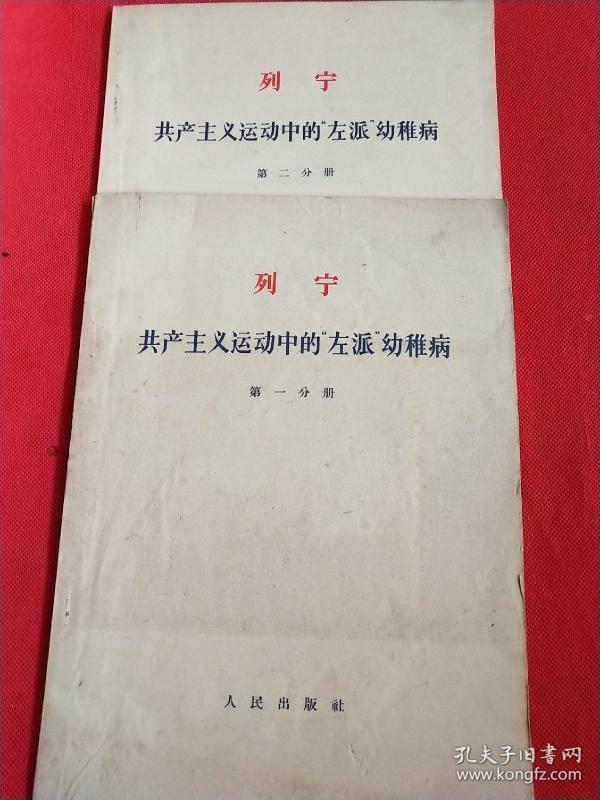 列宁
共产主义运动中的“左派”幼稚病
第二分册
列宁
共产主义运动中的“左派”幼稚病
第一分册
人民出版社
孔夫子旧书网
www.kongfz.com